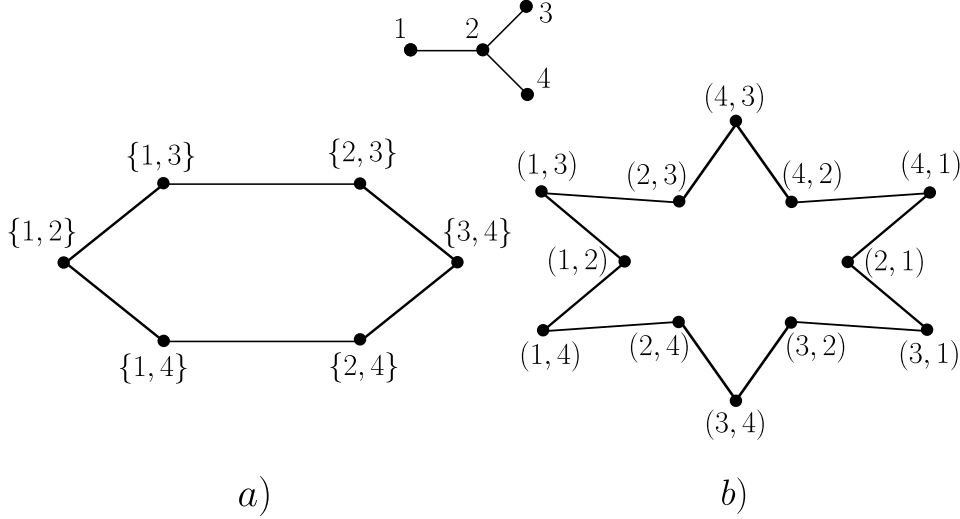 3
1 2
4
(4, 3)
{1, 3} {2, 3} (1, 3) (2, 3) (4, 2) (4, 1)
{1, 2} {3, 4} (1, 2) (2, 1)
{1, 4} {2, 4} (1, 4) (2, 4) (3, 2) (3, 1)
(3, 4)
a) b)